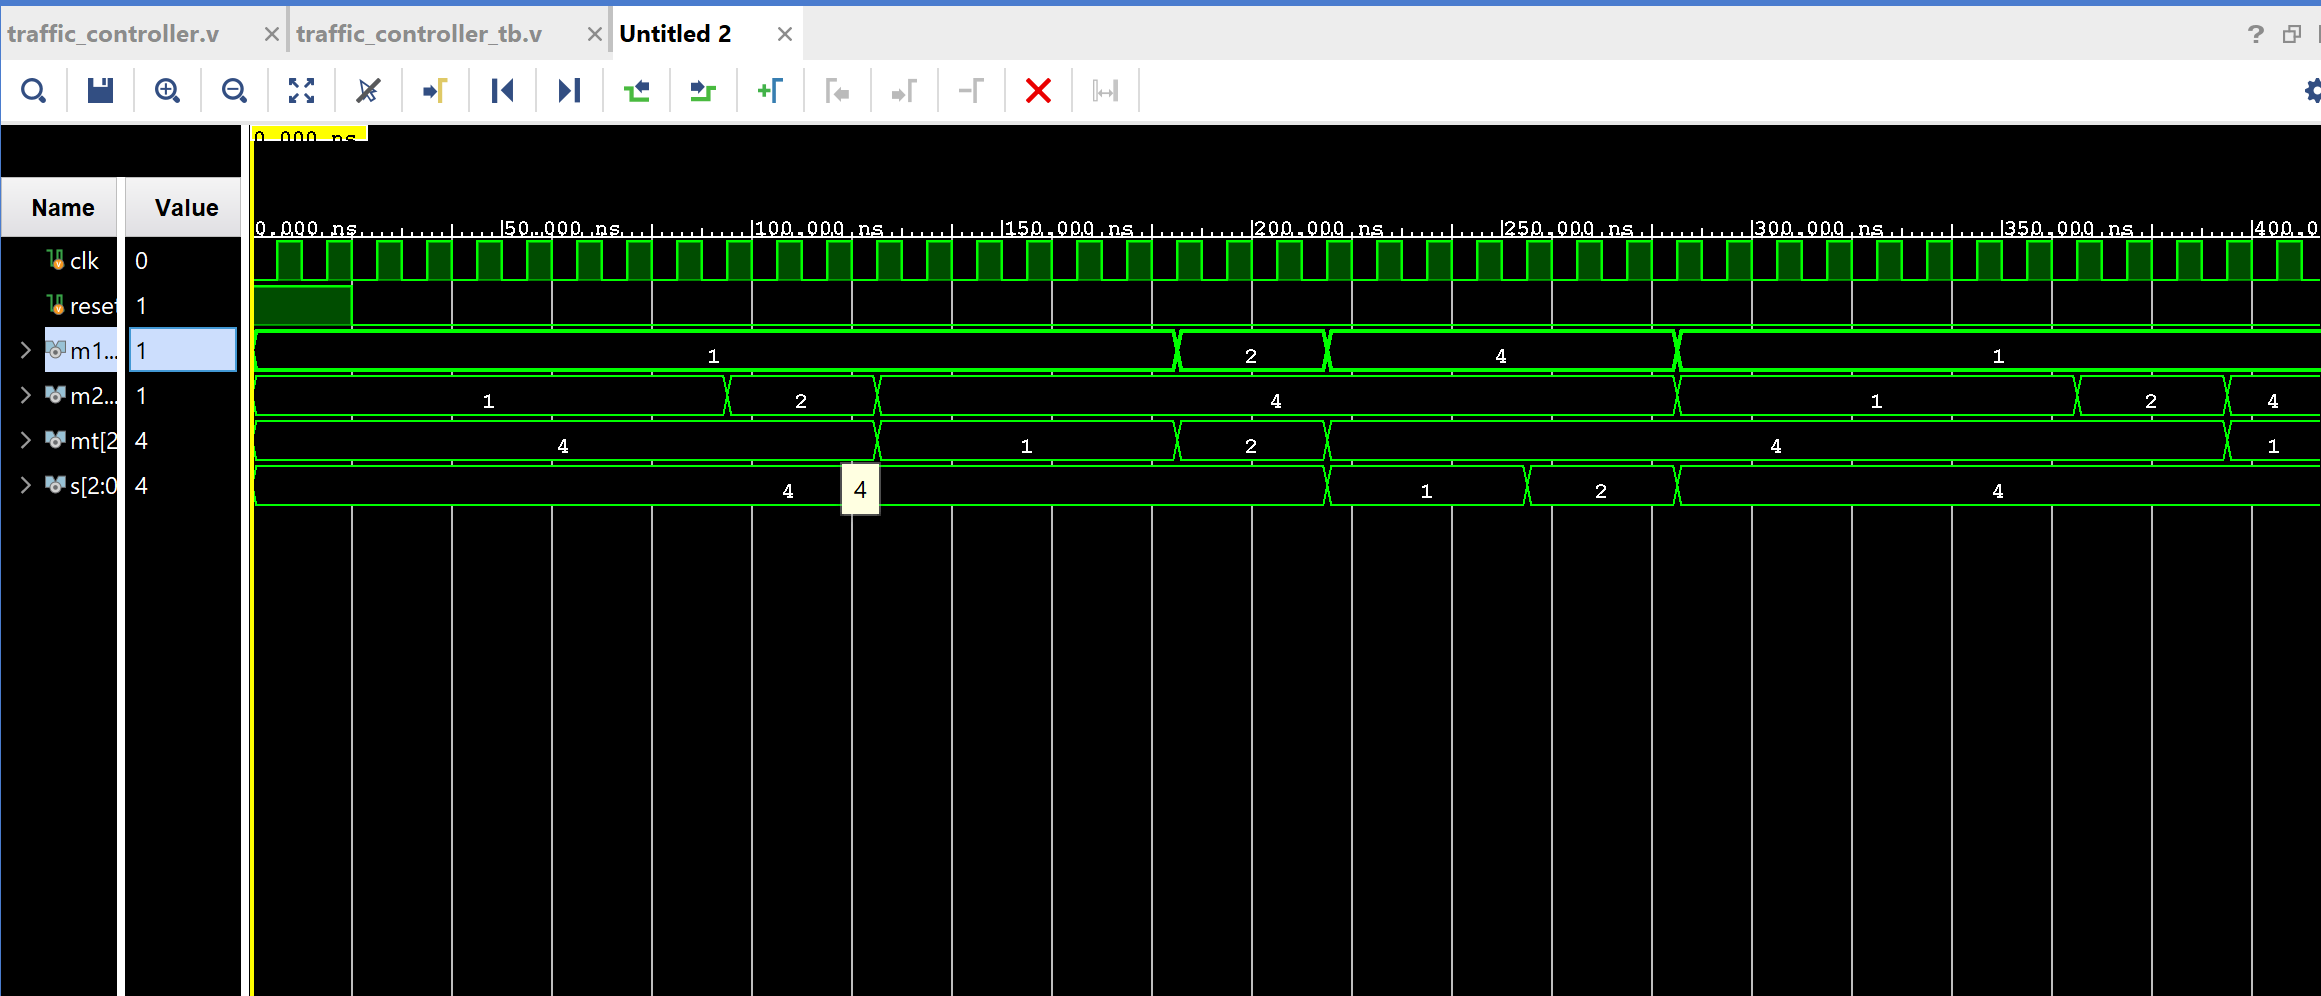 traffic_controller.v traffic_controller_tb.v Untitled 2
0.000 ns
Name Value
0.000 ns 50.000 ns 100.000 ns 150.000 ns 200.000 ns 250.000 ns 300.000 ns 350.000 ns 400.0
clk 0
reset 1
m1... 1 1 2 4 1
m2... 1 1 2 4 1 2 4
mt[2 4 4 1 2 4 1
s[2:0 4 4 4 1 2 4